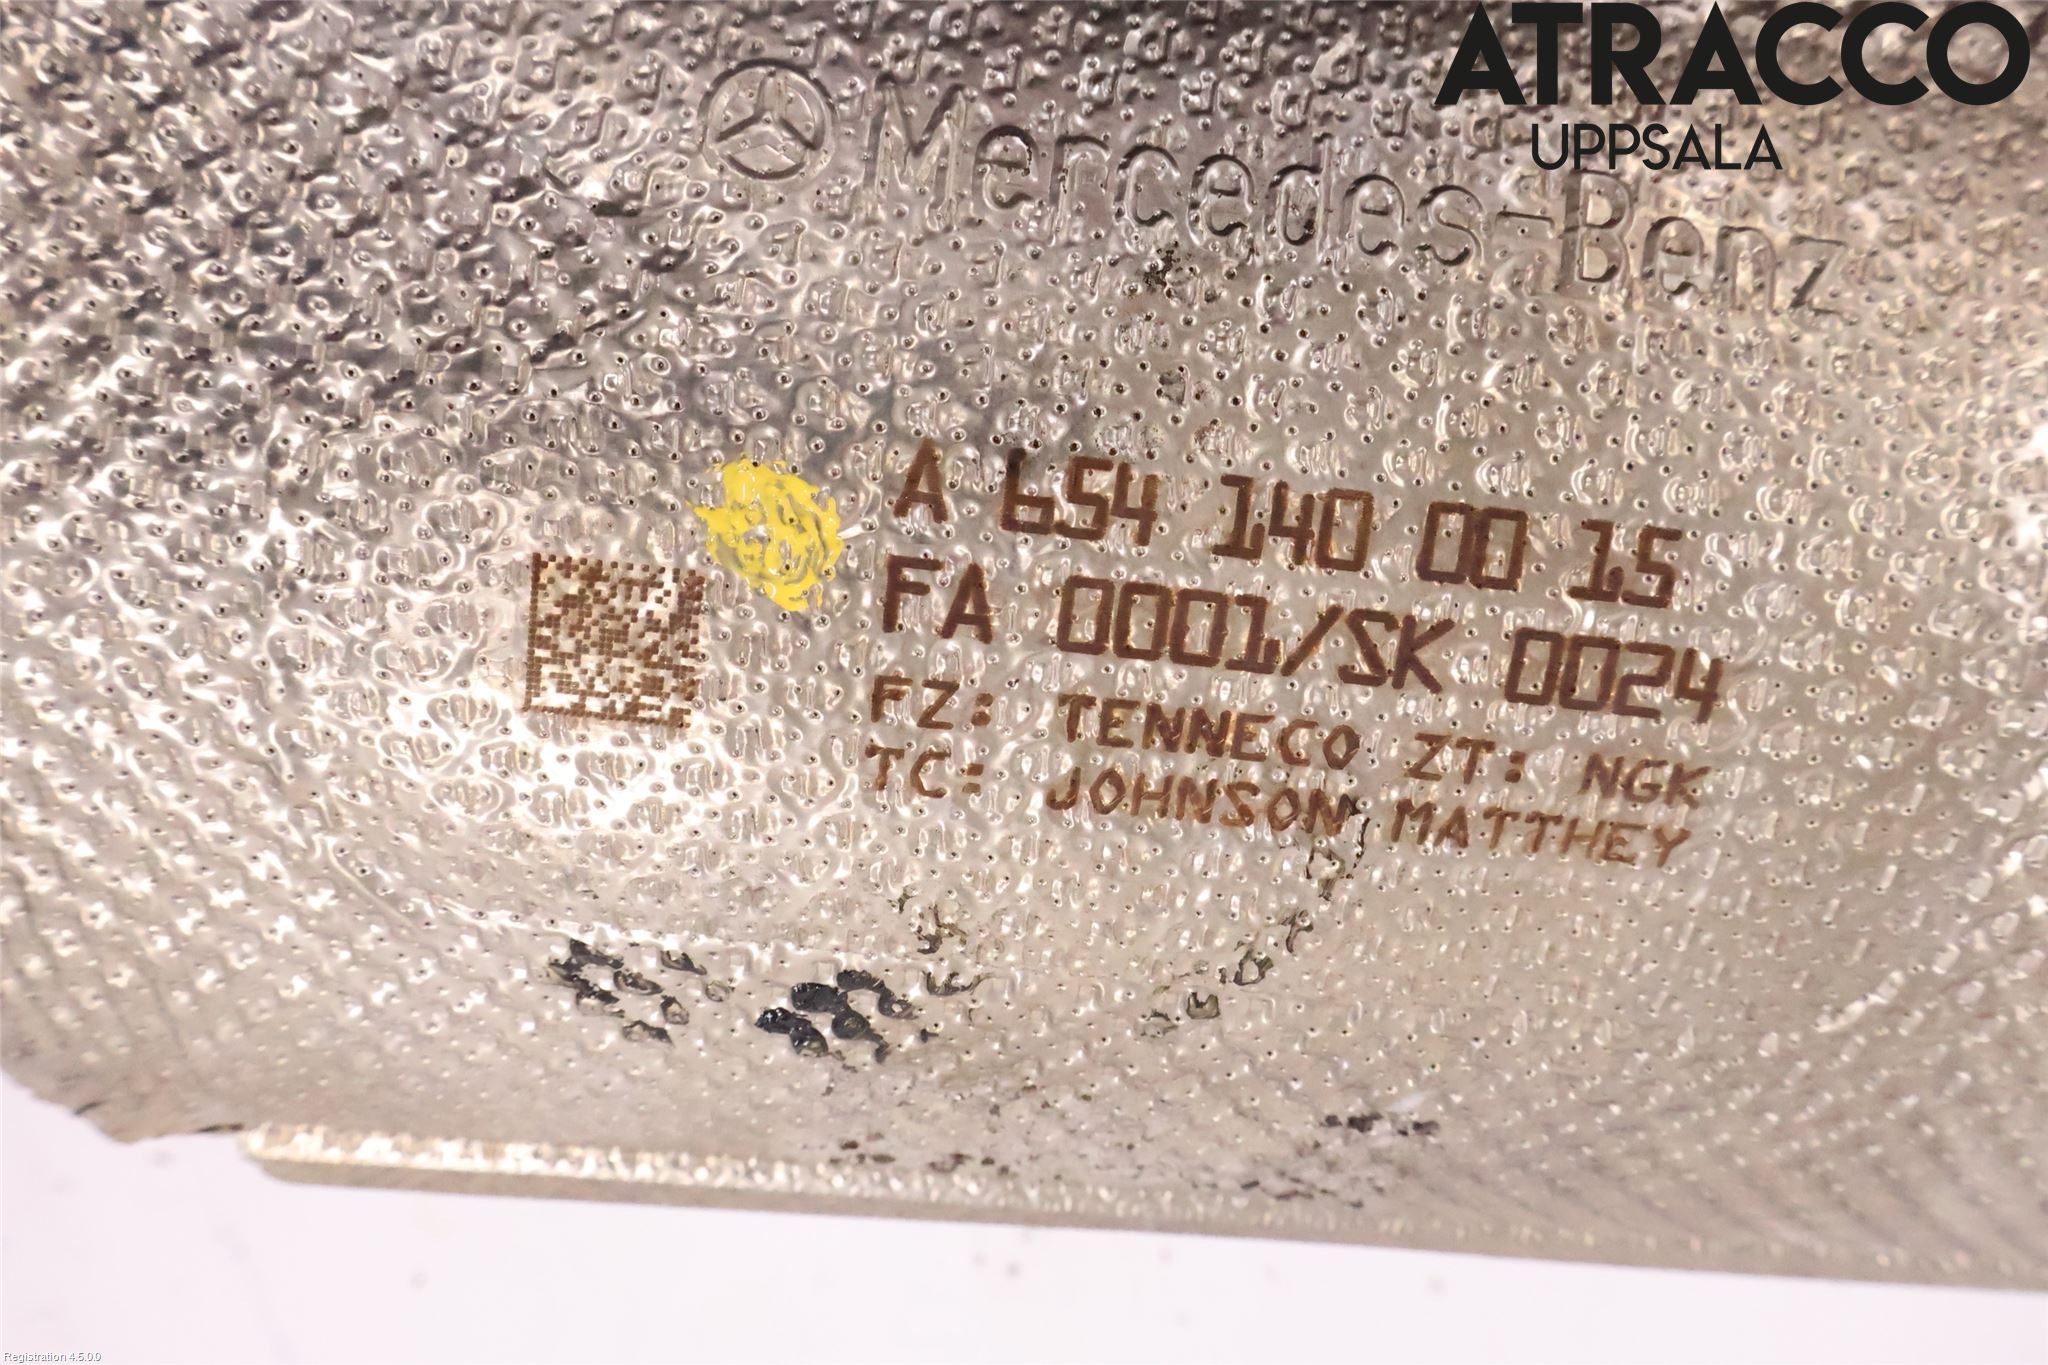 ATRACCO
UPPSALA
Mercedes-Benz
A 654 140 00 15
FA 0001/SK 0024
FZ: TENNECO ZT: NGK
TC: JOHNSON MATTHEY
Registration 4.5.0.0